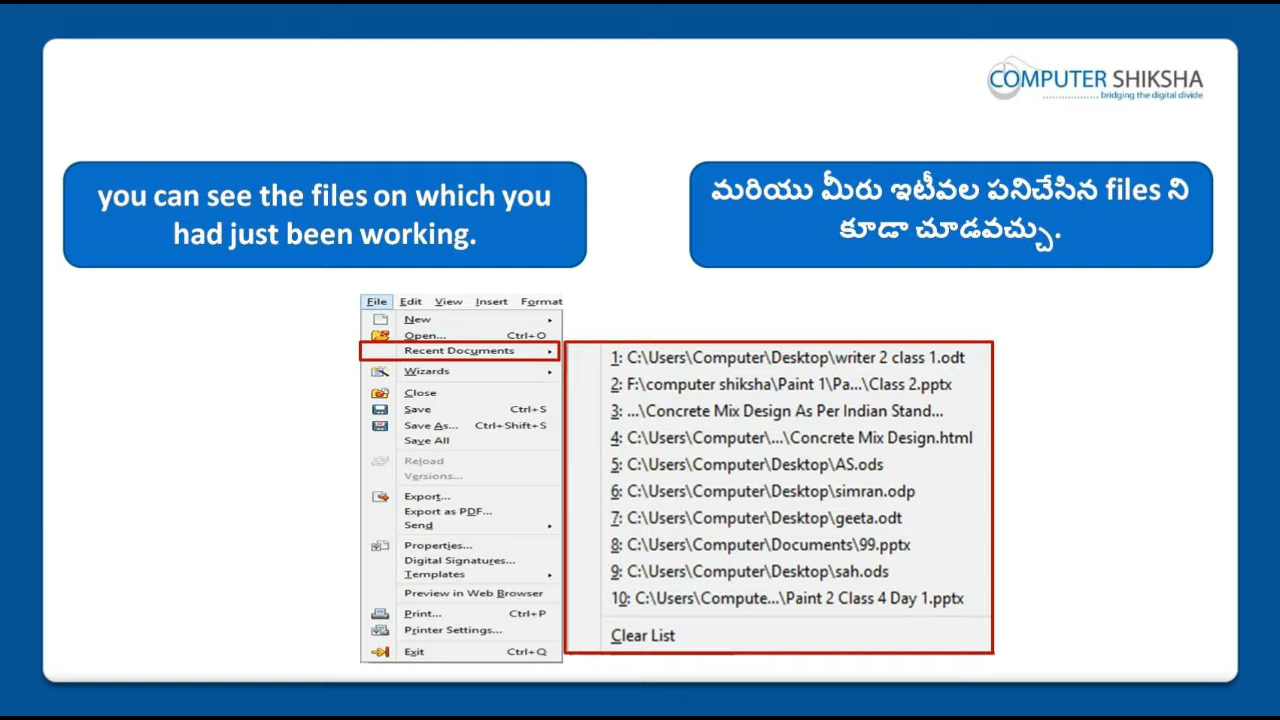 COMPUTER SHIKSHA
bridging the digital divide
you can see the files on which you
had just been working.
మరియు మీరు ఇటీవల పనిచేసిన files ని
కూడా చూడవచ్చు.
File Edit View Insert Format
New
Open... Ctrl+O
Recent Documents
Wizards
Close
Save Ctrl+S
Save As... Ctrl+Shift+S
Save All
Reload
Versions...
Export...
Export as PDF...
Send
Properties...
Digital Signatures...
Templates
Preview in Web Browser
Print... Ctrl+P
Printer Settings...
Exit Ctrl+Q
1: C:\Users\Computer\Desktop\writer 2 class 1.odt
2: F:\computer shiksha\Paint 1\Pa...\Class 2.pptx
3: ...\Concrete Mix Design As Per Indian Stand...
4: C:\Users\Computer\...\Concrete Mix Design.html
5: C:\Users\Computer\Desktop\AS.ods
6: C:\Users\Computer\Desktop\simran.odp
7: C:\Users\Computer\Desktop\geeta.odt
8: C:\Users\Computer\Documents\99.pptx
9: C:\Users\Computer\Desktop\sah.ods
10: C:\Users\Compute...\Paint 2 Class 4 Day 1.pptx
Clear List